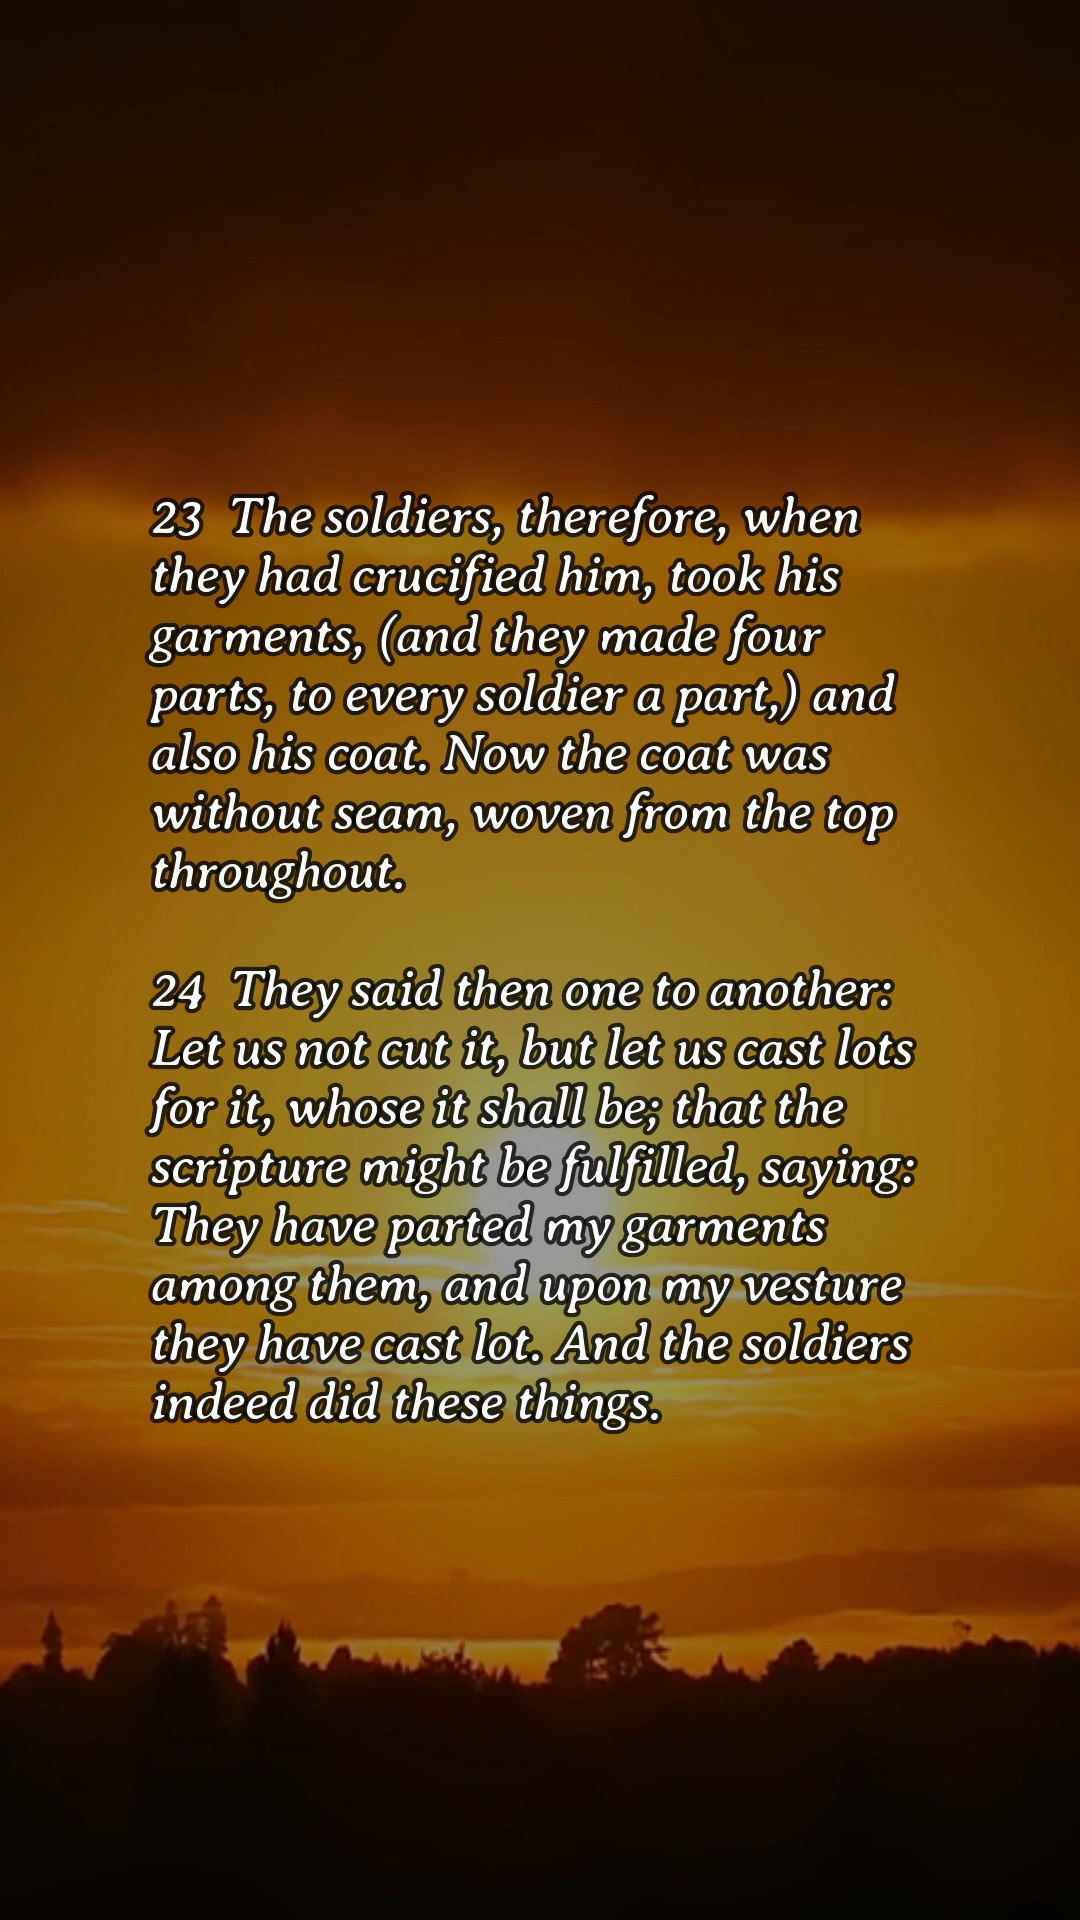 23 The soldiers, therefore, when
they had crucified him, took his
garments, (and they made four
parts, to every soldier a part,) and
also his coat. Now the coat was
without seam, woven from the top
throughout.
24 They said then one to another:
Let us not cut it, but let us cast lots
for it, whose it shall be; that the
scripture might be fulfilled, saying:
They have parted my garments
among them, and upon my vesture
they have cast lot. And the soldiers
indeed did these things.